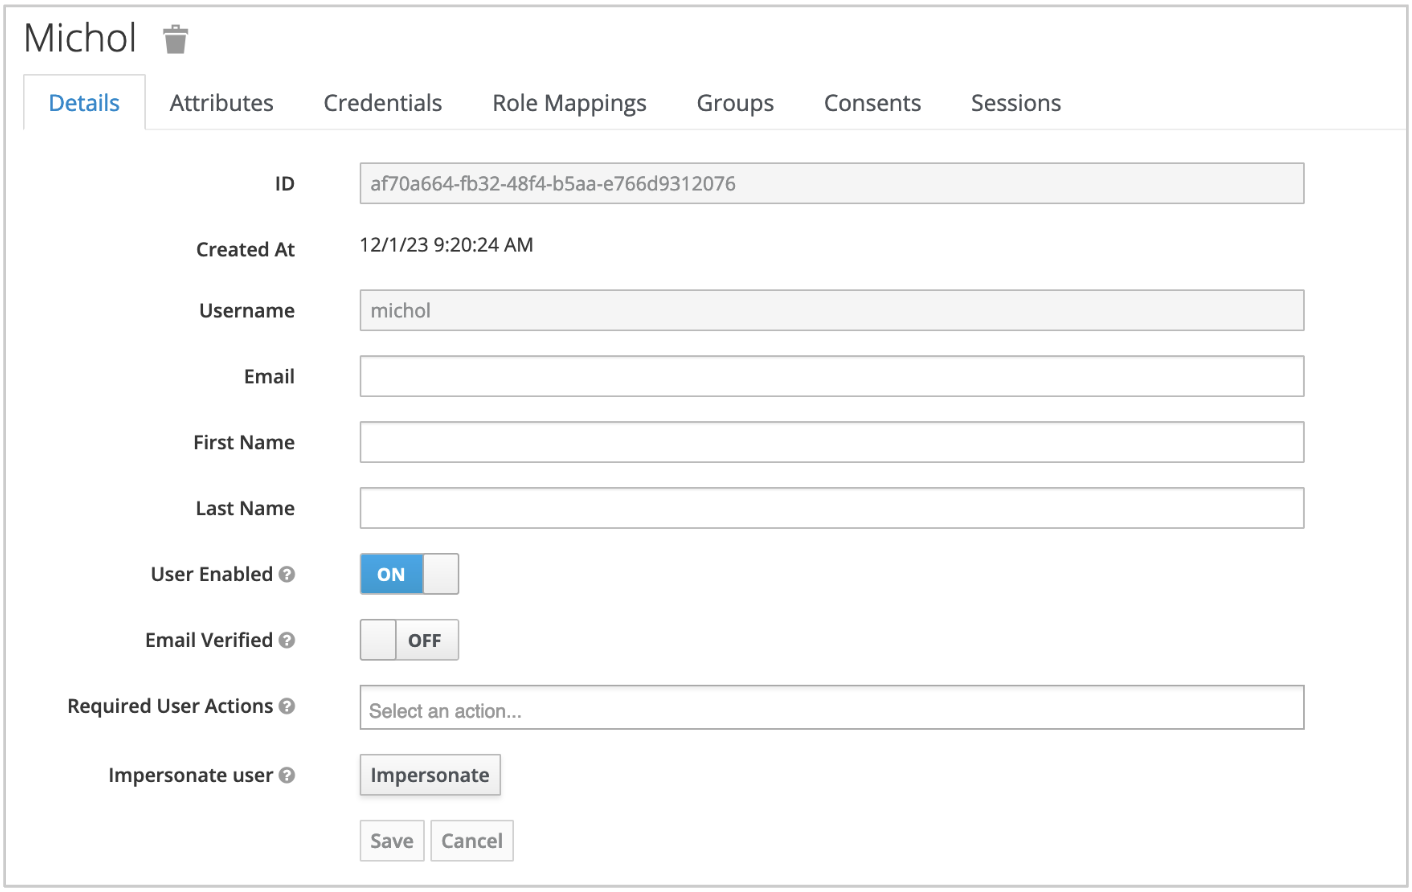 Michol
Details Attributes Credentials Role Mappings Groups Consents Sessions
ID af70a664-fb32-48f4-b5aa-e766d9312076
Created At 12/1/23 9:20:24 AM
Username michol
Email
First Name
Last Name
User Enabled ? ON
Email Verified ? OFF
Required User Actions ? Select an action...
Impersonate user ? Impersonate
Save Cancel